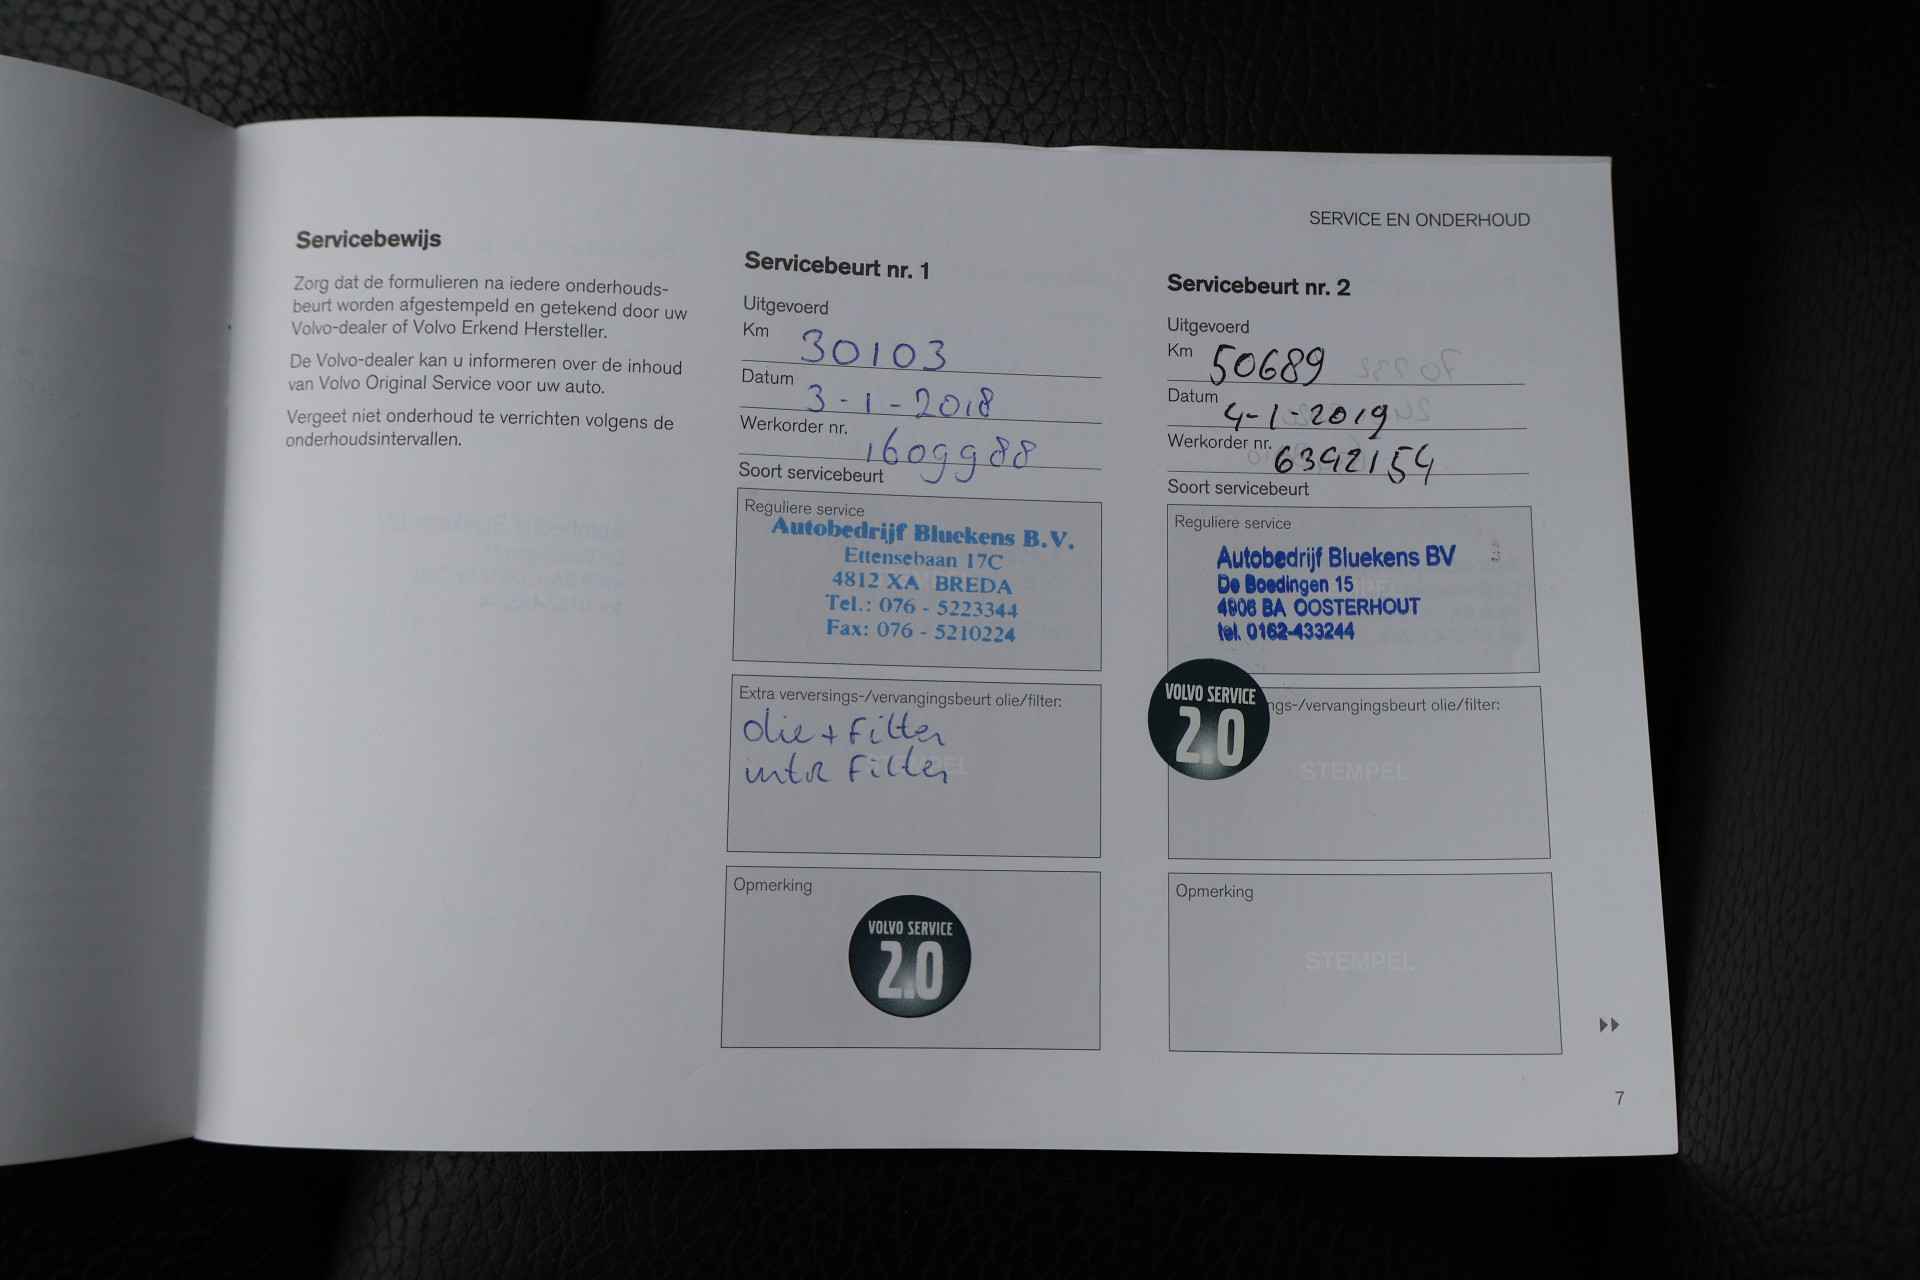 SERVICE EN ONDERHOUD
Servicebewijs
Zorg dat de formulieren na iedere onderhouds-
beurt worden afgestempeld en getekend door uw
Volvo-dealer of Volvo Erkend Hersteller.
De Volvo-dealer kan u informeren over de inhoud
van Volvo Original Service voor uw auto.
Vergeet niet onderhoud te verrichten volgens de
onderhoudsintervallen.
Servicebeurt nr. 1
Uitgevoerd
Km 30103
Datum 3-1-2018
Werkorder nr. 1609988
Soort servicebeurt
Reguliere service
Autobedrijf Bluekens B.V.
Ettensebaan 17C
4812 XA BREDA
Tel.: 076 - 5223344
Fax: 076 - 5210224
Extra verversings-/vervangingsbeurt olie/filter:
olie + Filter
intr Filter
Opmerking
VOLVO SERVICE
2.0
Servicebeurt nr. 2
Uitgevoerd
Km 50689
Datum 4-1-2019
Werkorder nr. 6392154
Soort servicebeurt
Reguliere service
Autobedrijf Bluekens BV
De Boedingen 15
4906 BA OOSTERHOUT
tel. 0162-433244
VOLVO SERVICE
2.0
ngs-/vervangingsbeurt olie/filter:
STEMPEL
Opmerking
STEMPEL
7